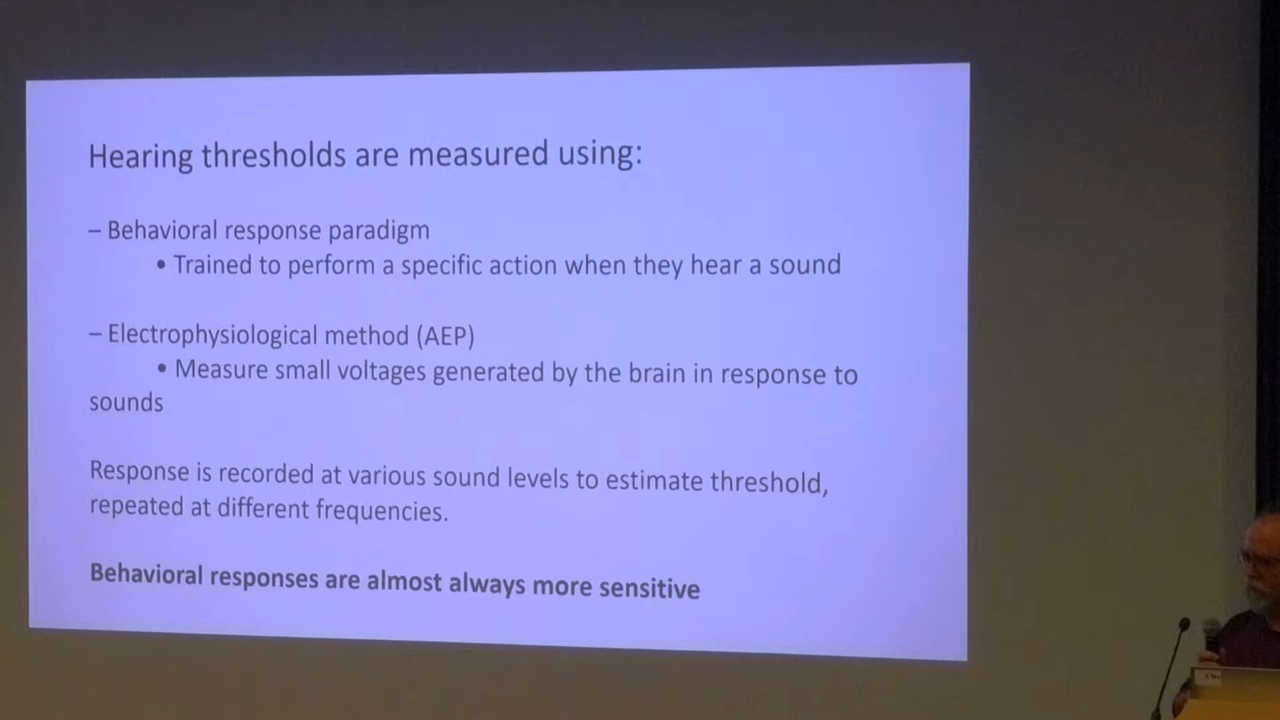 Hearing thresholds are measured using:
– Behavioral response paradigm
• Trained to perform a specific action when they hear a sound
– Electrophysiological method (AEP)
• Measure small voltages generated by the brain in response to
sounds
Response is recorded at various sound levels to estimate threshold,
repeated at different frequencies.
Behavioral responses are almost always more sensitive